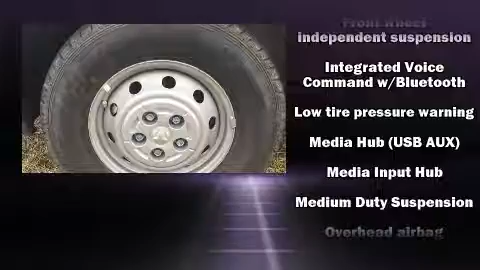 Front wheel
independent suspension
Integrated Voice
Command w/Bluetooth
Low tire pressure warning
Media Hub (USB AUX)
Media Input Hub
Medium Duty Suspension
Overhead airbag